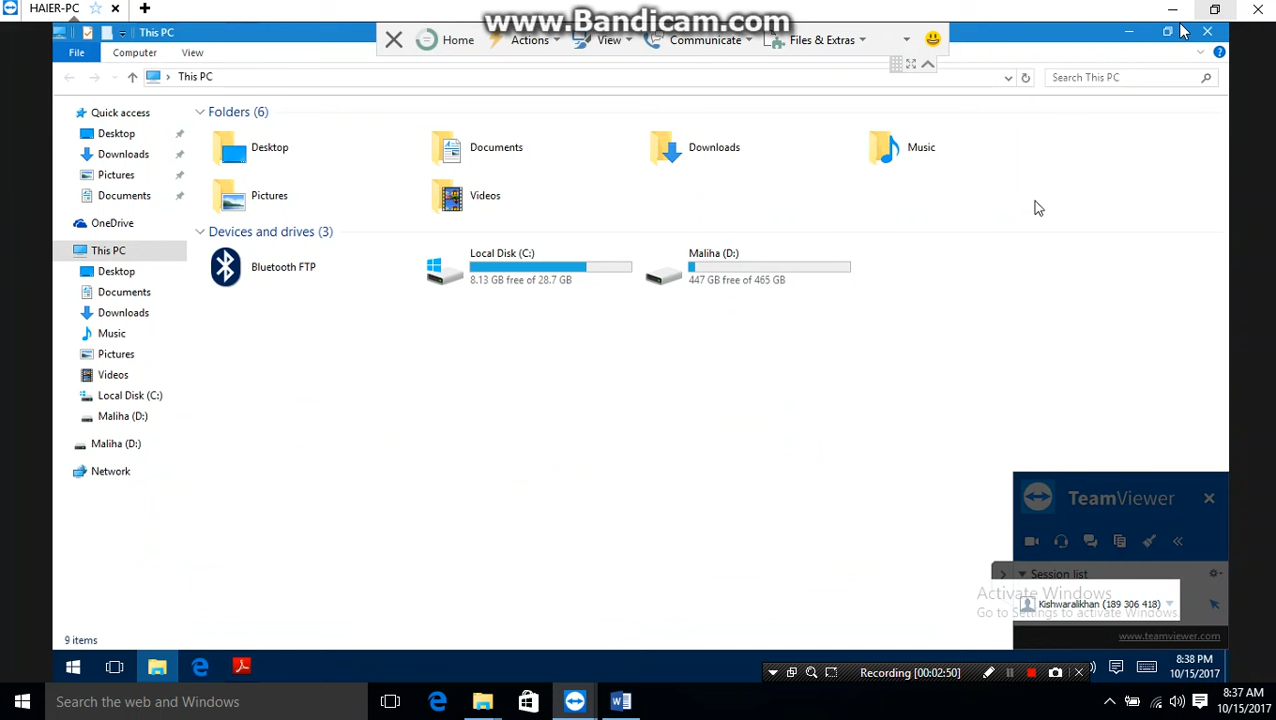 HAIER-PC
www.Bandicam.com
This PC
Home
Actions
View
Communicate
Files & Extras
File
Computer
View
This PC
Search This PC
Quick access
Desktop
Downloads
Pictures
Documents
OneDrive
This PC
Desktop
Documents
Downloads
Music
Pictures
Videos
Local Disk (C:)
Maliha (D:)
Maliha (D:)
Network
Folders (6)
Desktop
Documents
Downloads
Music
Pictures
Videos
Devices and drives (3)
Bluetooth FTP
Local Disk (C:)
8.13 GB free of 28.7 GB
Maliha (D:)
447 GB free of 465 GB
TeamViewer
Session list
Activate Windows
Kishwaralikhan (189 306 418)
Go to Settings to activate Windows.
www.teamviewer.com
9 items
Recording [00:02:50]
8:38 PM
10/15/2017
Search the web and Windows
8:37 AM
10/15/2017